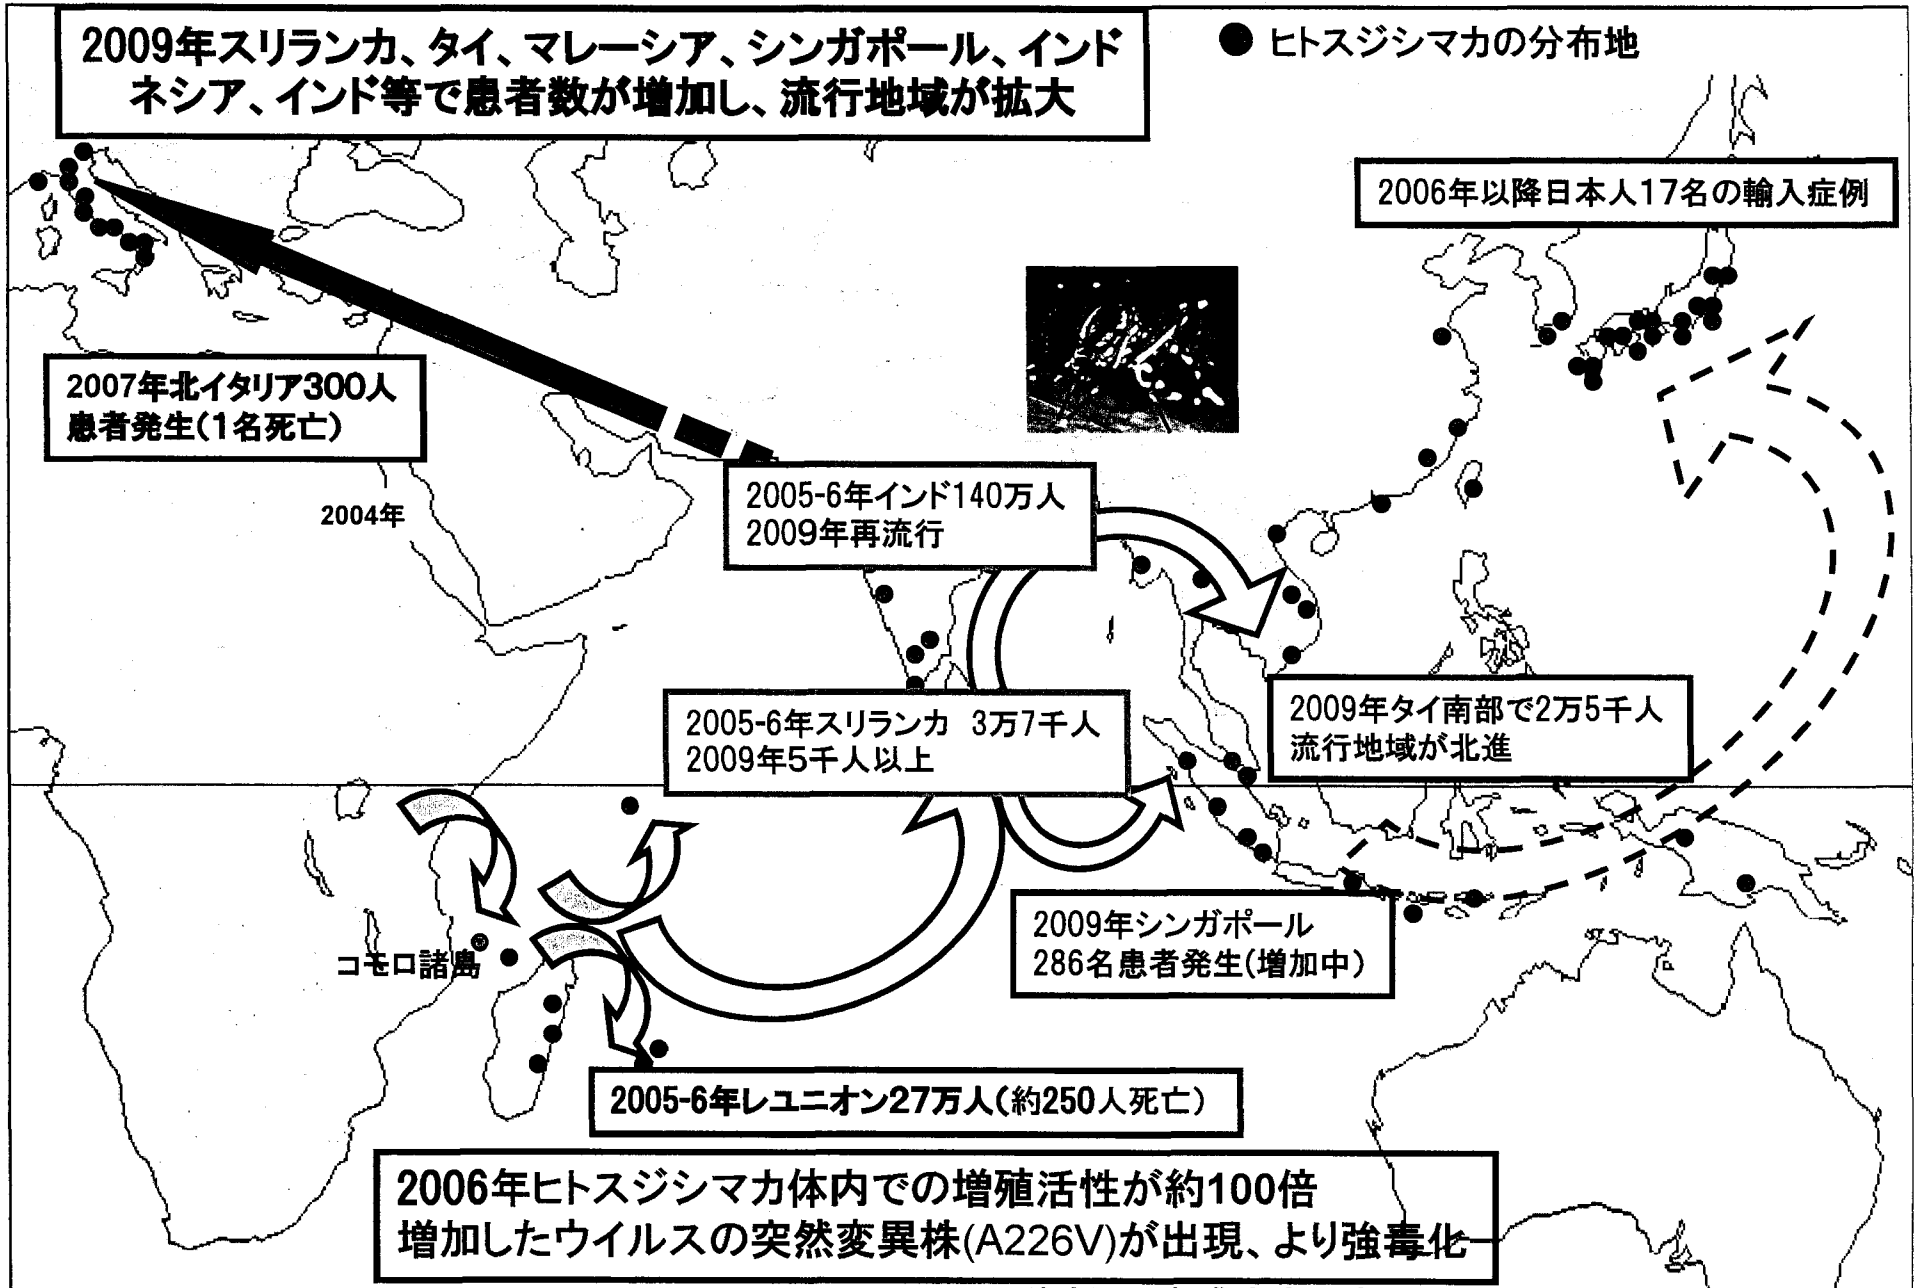 2009年スリランカ、タイ、マレーシア、シンガポール、インド
ネシア、インド等で患者数が増加し、流行地域が拡大
● ヒトスジシマカの分布地
2006年以降日本人17名の輸入症例
2007年北イタリア300人
患者発生(1名死亡)
2004年
2005-6年インド140万人
2009年再流行
2005-6年スリランカ 3万7千人
2009年5千人以上
2009年タイ南部で2万5千人
流行地域が北進
2009年シンガポール
286名患者発生(増加中)
コモロ諸島
2005-6年レユニオン27万人(約250人死亡)
2006年ヒトスジシマカ体内での増殖活性が約100倍
増加したウイルスの突然変異株(A226V)が出現、より強毒化